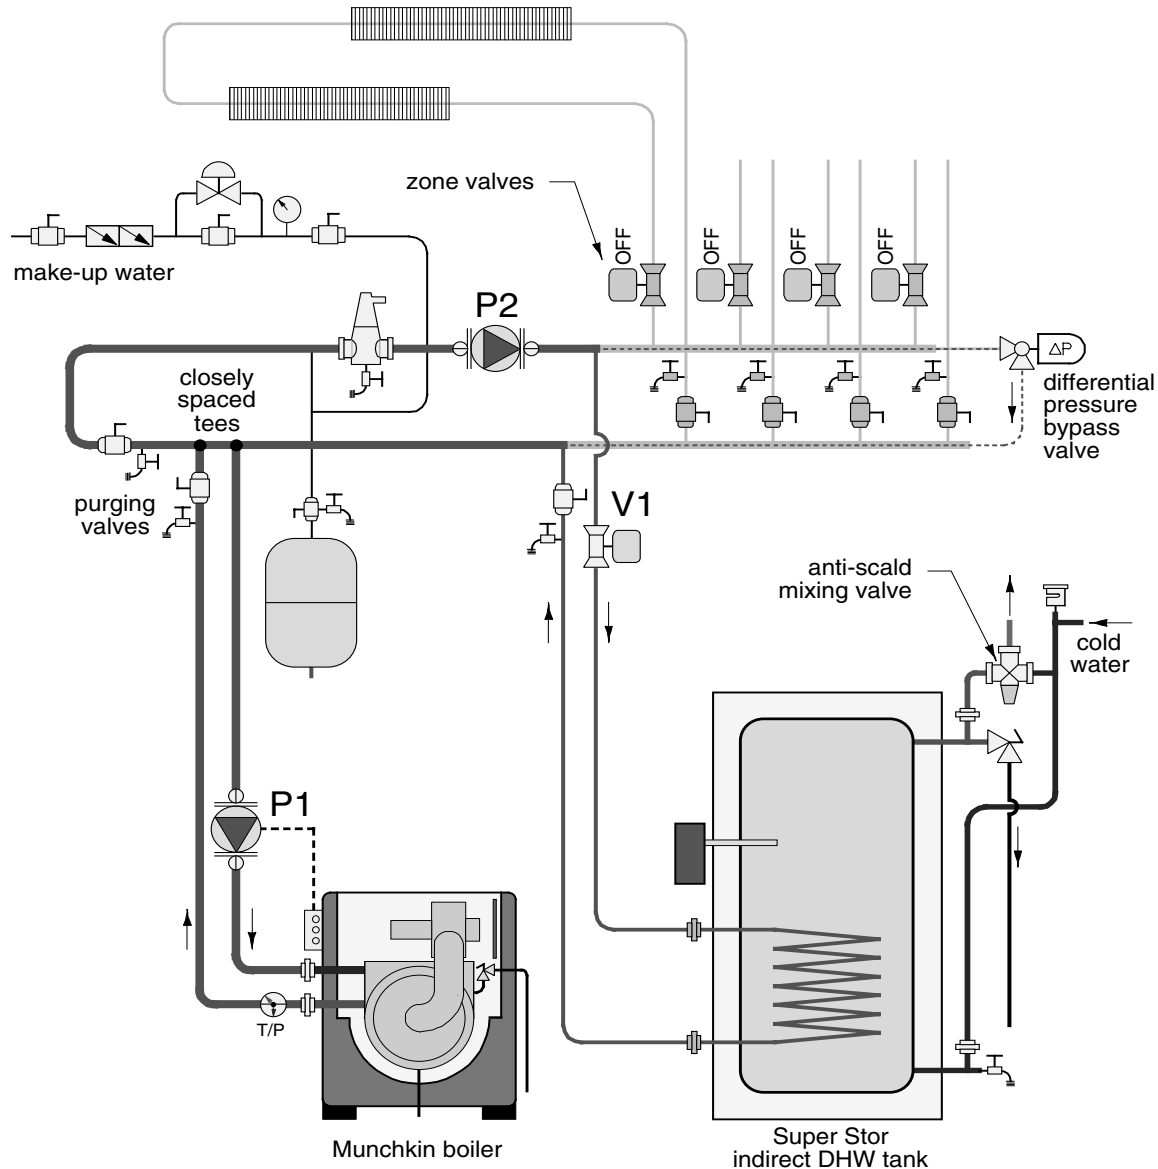 zone valves
OFF
OFF
OFF
OFF
make-up water
P2
ΔP
closely
spaced
tees
differential
pressure
bypass
valve
purging
valves
V1
anti-scald
mixing valve
cold
water
P1
T/P
Munchkin boiler
Super Stor
indirect DHW tank